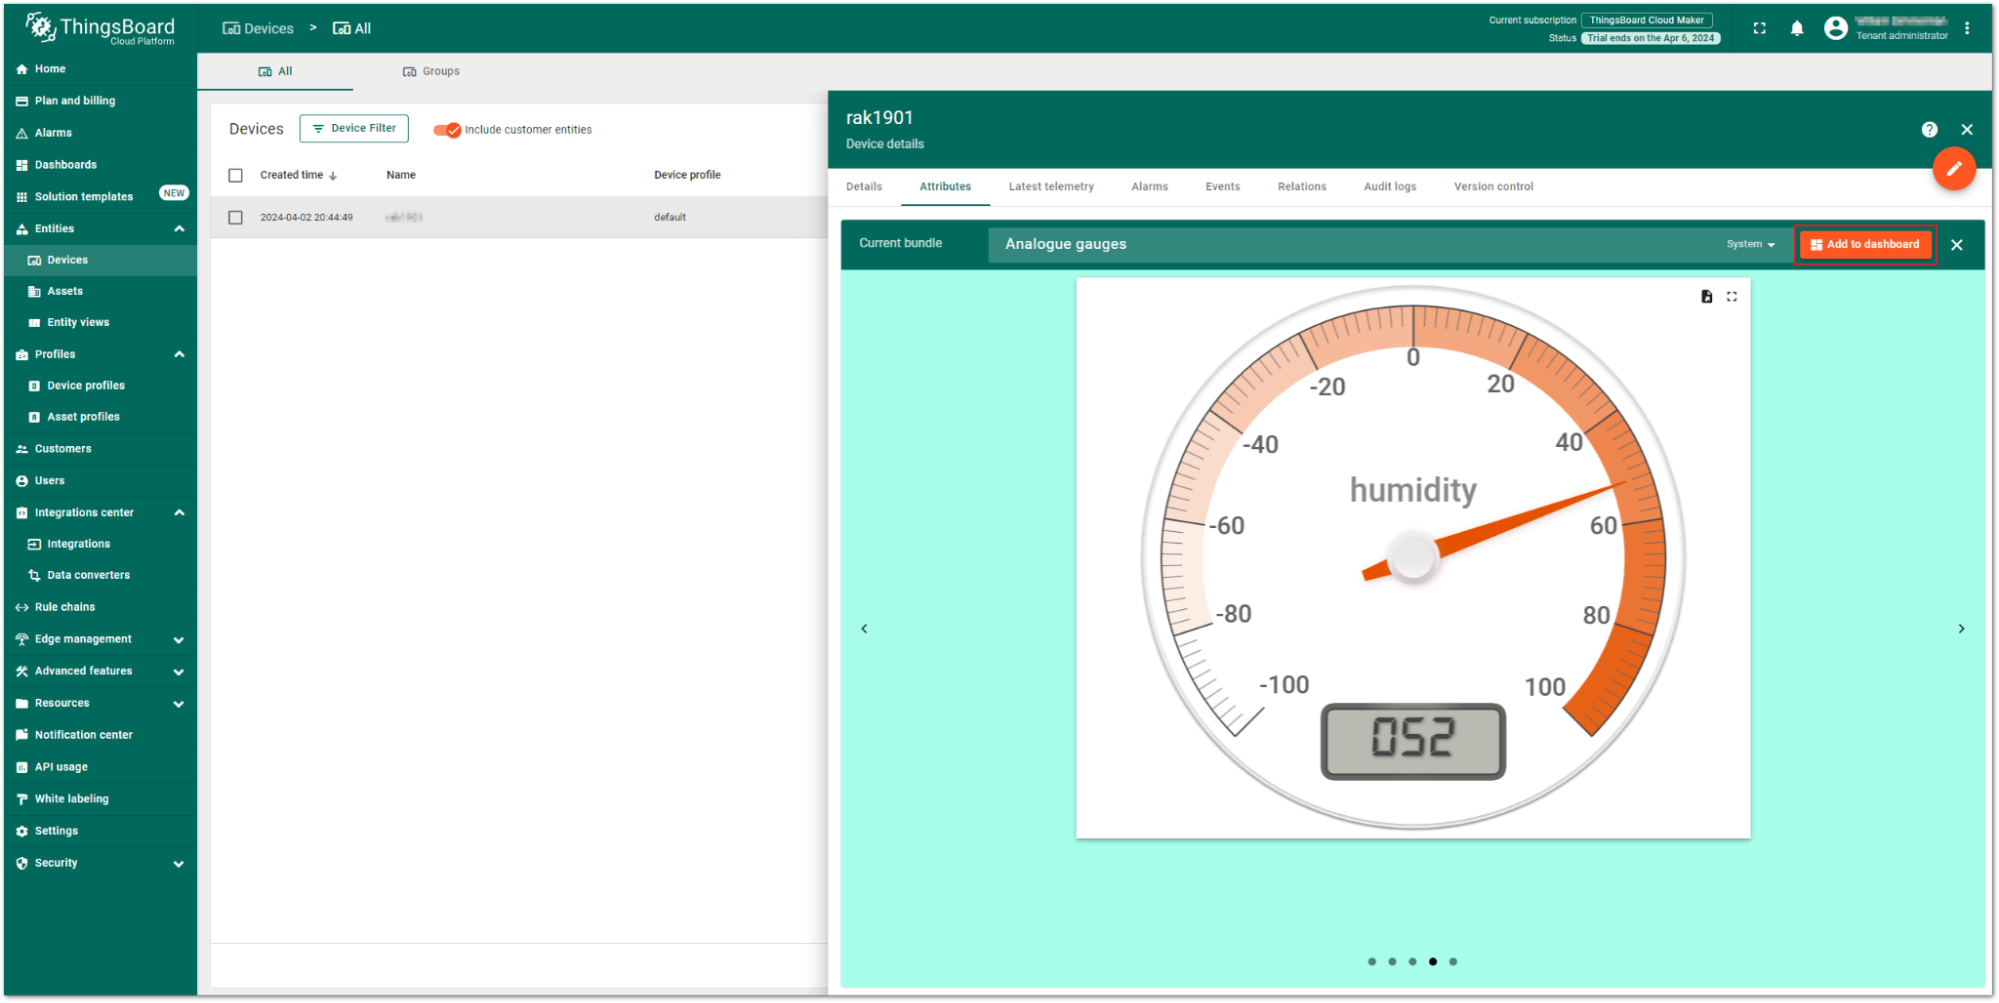 ThingsBoard
Cloud Platform
Devices > All
Current subscription ThingsBoard Cloud Maker
Status Trial ends on the Apr 6, 2024
Tenant administrator
Home
Plan and billing
Alarms
Dashboards
Solution templates NEW
Entities
Devices
Assets
Entity views
Profiles
Device profiles
Asset profiles
Customers
Users
Integrations center
Integrations
Data converters
Rule chains
Edge management
Advanced features
Resources
Notification center
API usage
White labeling
Settings
Security
All Groups
Devices Device Filter Include customer entities
Created time Name Device profile
2024-04-02 20:44:49 rak1901 default
rak1901
Device details
Details Attributes Latest telemetry Alarms Events Relations Audit logs Version control
Current bundle Analogue gauges System Add to dashboard
0
-20 20
-40 40
humidity
-60 60
-80 80
-100 100
052